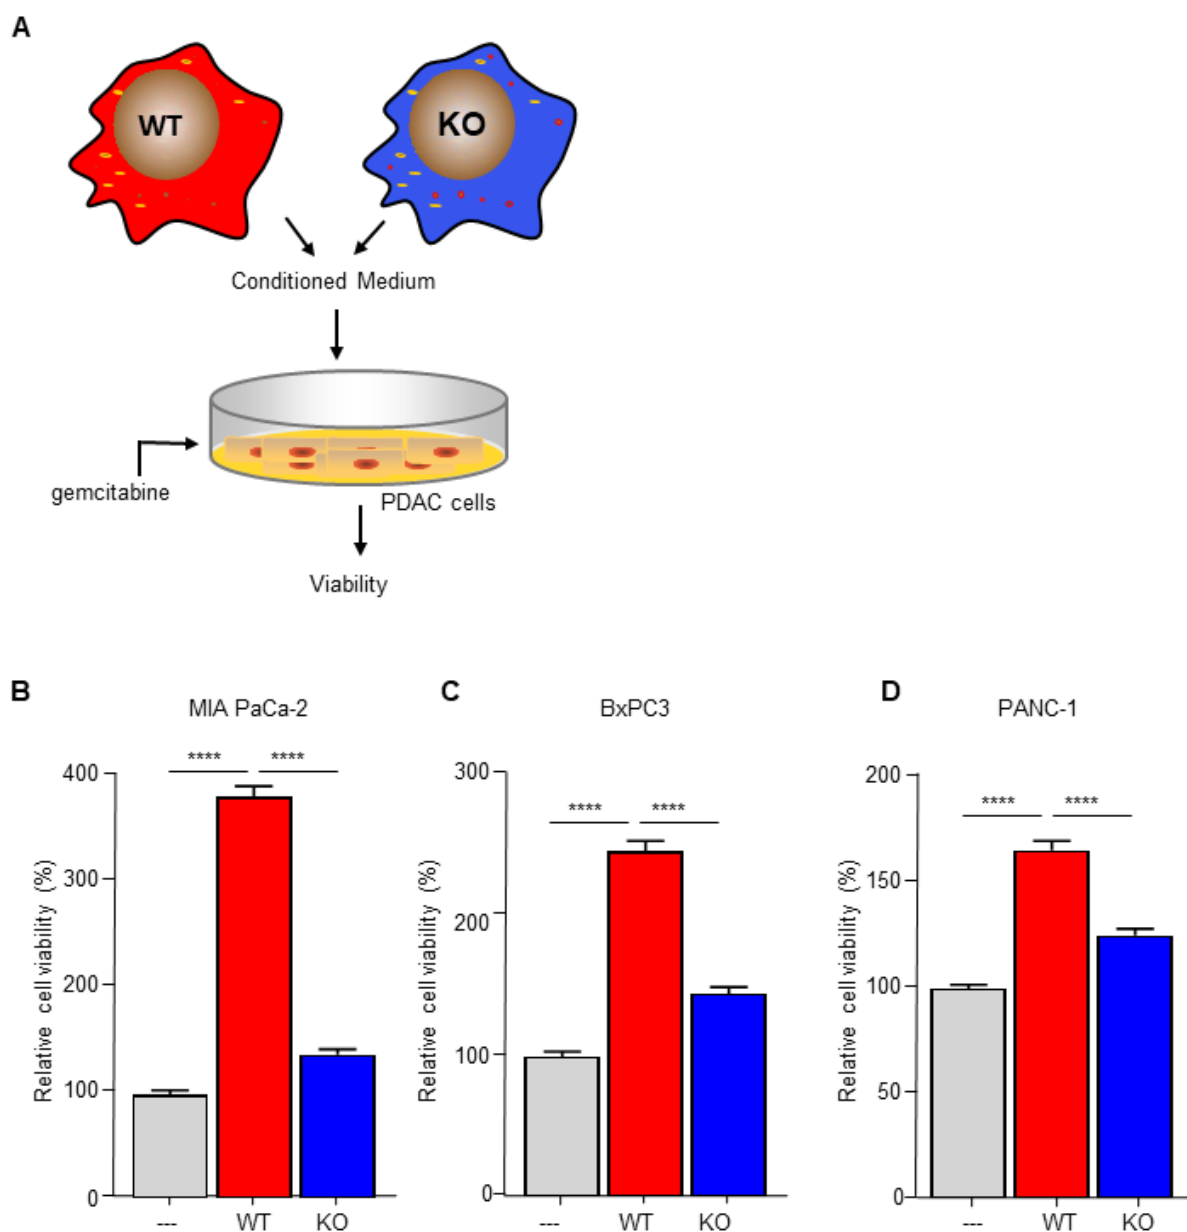 A
WT
KO
Conditioned Medium
gemcitabine
PDAC cells
Viability
B
MIA PaCa-2
Relative cell viability (%)
400
300
200
100
0
****
****
---
WT
KO
C
BxPC3
Relative cell viability (%)
300
200
100
0
****
****
---
WT
KO
D
PANC-1
Relative cell viability (%)
200
150
100
50
0
****
****
---
WT
KO